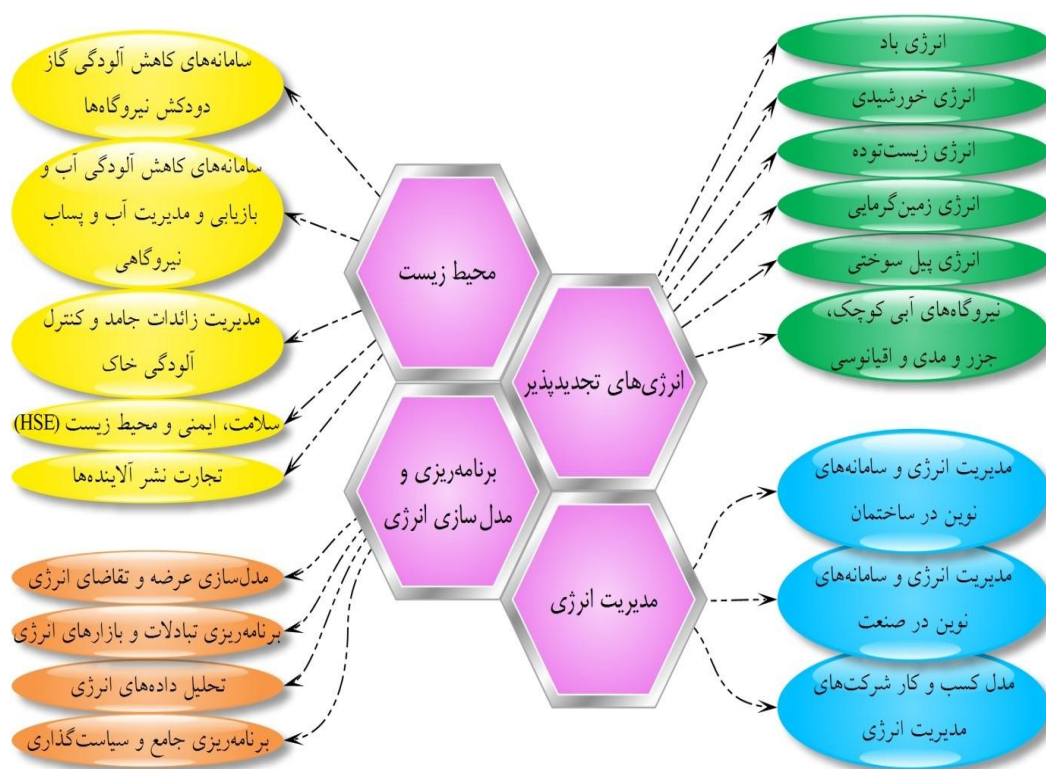 انرژی باد
انرژی خورشیدی
انرژی زیست‌توده
انرژی زمین‌گرمایی
انرژی پیل سوختی
نیروگاه‌های آبی کوچک،
جزر و مدی و اقیانوسی
انرژی‌های تجدیدپذیر
محیط زیست
سامانه‌های کاهش آلودگی گاز
دودکش نیروگاه‌ها
سامانه‌های کاهش آلودگی آب و
بازیابی و مدیریت آب و پساب
نیروگاهی
مدیریت زائدات جامد و کنترل
آلودگی خاک
سلامت، ایمنی و محیط زیست (HSE)
تجارت نشر آلاینده‌ها
مدیریت انرژی
مدیریت انرژی و سامانه‌های
نوین در ساختمان
مدیریت انرژی و سامانه‌های
نوین در صنعت
مدل کسب و کار شرکت‌های
مدیریت انرژی
برنامه‌ریزی و
مدل سازی انرژی
مدل‌سازی عرضه و تقاضای انرژی
برنامه‌ریزی تبادلات و بازارهای انرژی
تحلیل داده‌های انرژی
برنامه‌ریزی جامع و سیاست‌گذاری